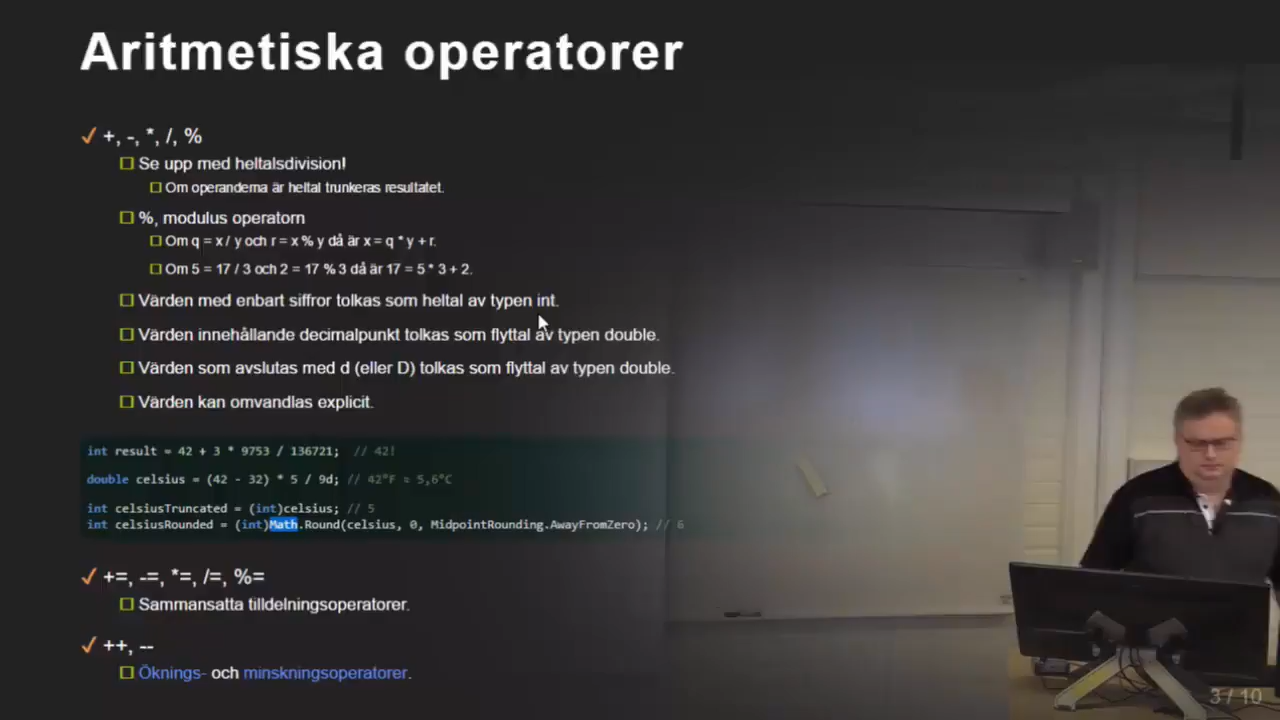 Aritmetiska operatorer
+, -, *, /, %
Se upp med heltalsdivision!
Om operanderna är heltal trunkeras resultatet.
%, modulus operatorn
Om q = x / y och r = x % y då är x = q * y + r.
Om 5 = 17 / 3 och 2 = 17 % 3 då är 17 = 5 * 3 + 2.
Värden med enbart siffror tolkas som heltal av typen int.
Värden innehållande decimalpunkt tolkas som flyttal av typen double.
Värden som avslutas med d (eller D) tolkas som flyttal av typen double.
Värden kan omvandlas explicit.
int result = 42 + 3 * 9753 / 136721; // 42!
double celsius = (42 - 32) * 5 / 9d; // 42°F ≈ 5,6°C
int celsiusTruncated = (int)celsius; // 5
int celsiusRounded = (int)Math.Round(celsius, 0, MidpointRounding.AwayFromZero); // 6
+=, -=, *=, /=, %=
Sammansatta tilldelningsoperatorer.
++, --
Öknings- och minskningsoperatorer.
3 / 10